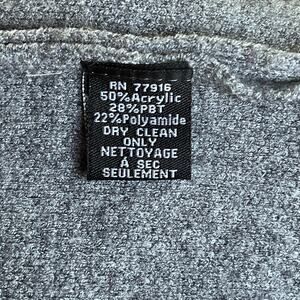 RN 77916
50%Acrylic
28%PBT
22%Polyamide
DRY CLEAN
ONLY
NETTOYAGE
A SEC
SEULEMENT